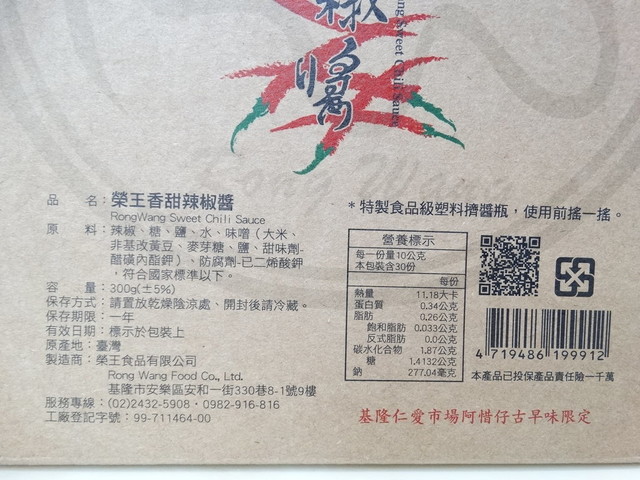 椒
醬
ng Sweet Chili Sauce
品　名：榮王香甜辣椒醬
RongWang Sweet Chili Sauce
原　料：辣椒、糖、鹽、水、味噌（大米、
非基改黃豆、麥芽糖、鹽、甜味劑-
醋磺內酯鉀）、防腐劑-已二烯酸鉀
，符合國家標準以下。
容　量：300g(±5%)
保存方式：請置放乾燥陰涼處、開封後請冷藏。
保存期限：一年
有效日期：標示於包裝上
原產地：臺灣
製造商：榮王食品有限公司
Rong Wang Food Co., Ltd.
基隆市安樂區安和一街330巷8-1號9樓
服務專線：(02)2432-5908・0982-916-816
工廠登記字號：99-711464-00
＊特製食品級塑料擠醬瓶，使用前搖一搖。
營養標示
每一份量10公克
本包裝含30份
每份
熱量 11.18大卡
蛋白質 0.34公克
脂肪 0.26公克
飽和脂肪 0.033公克
反式脂肪 0.0公克
碳水化合物 1.87公克
糖 1.4132公克
鈉 277.04毫克
4 719486 199912
本產品已投保產品責任險一千萬
基隆仁愛市場阿惜仔古早味限定